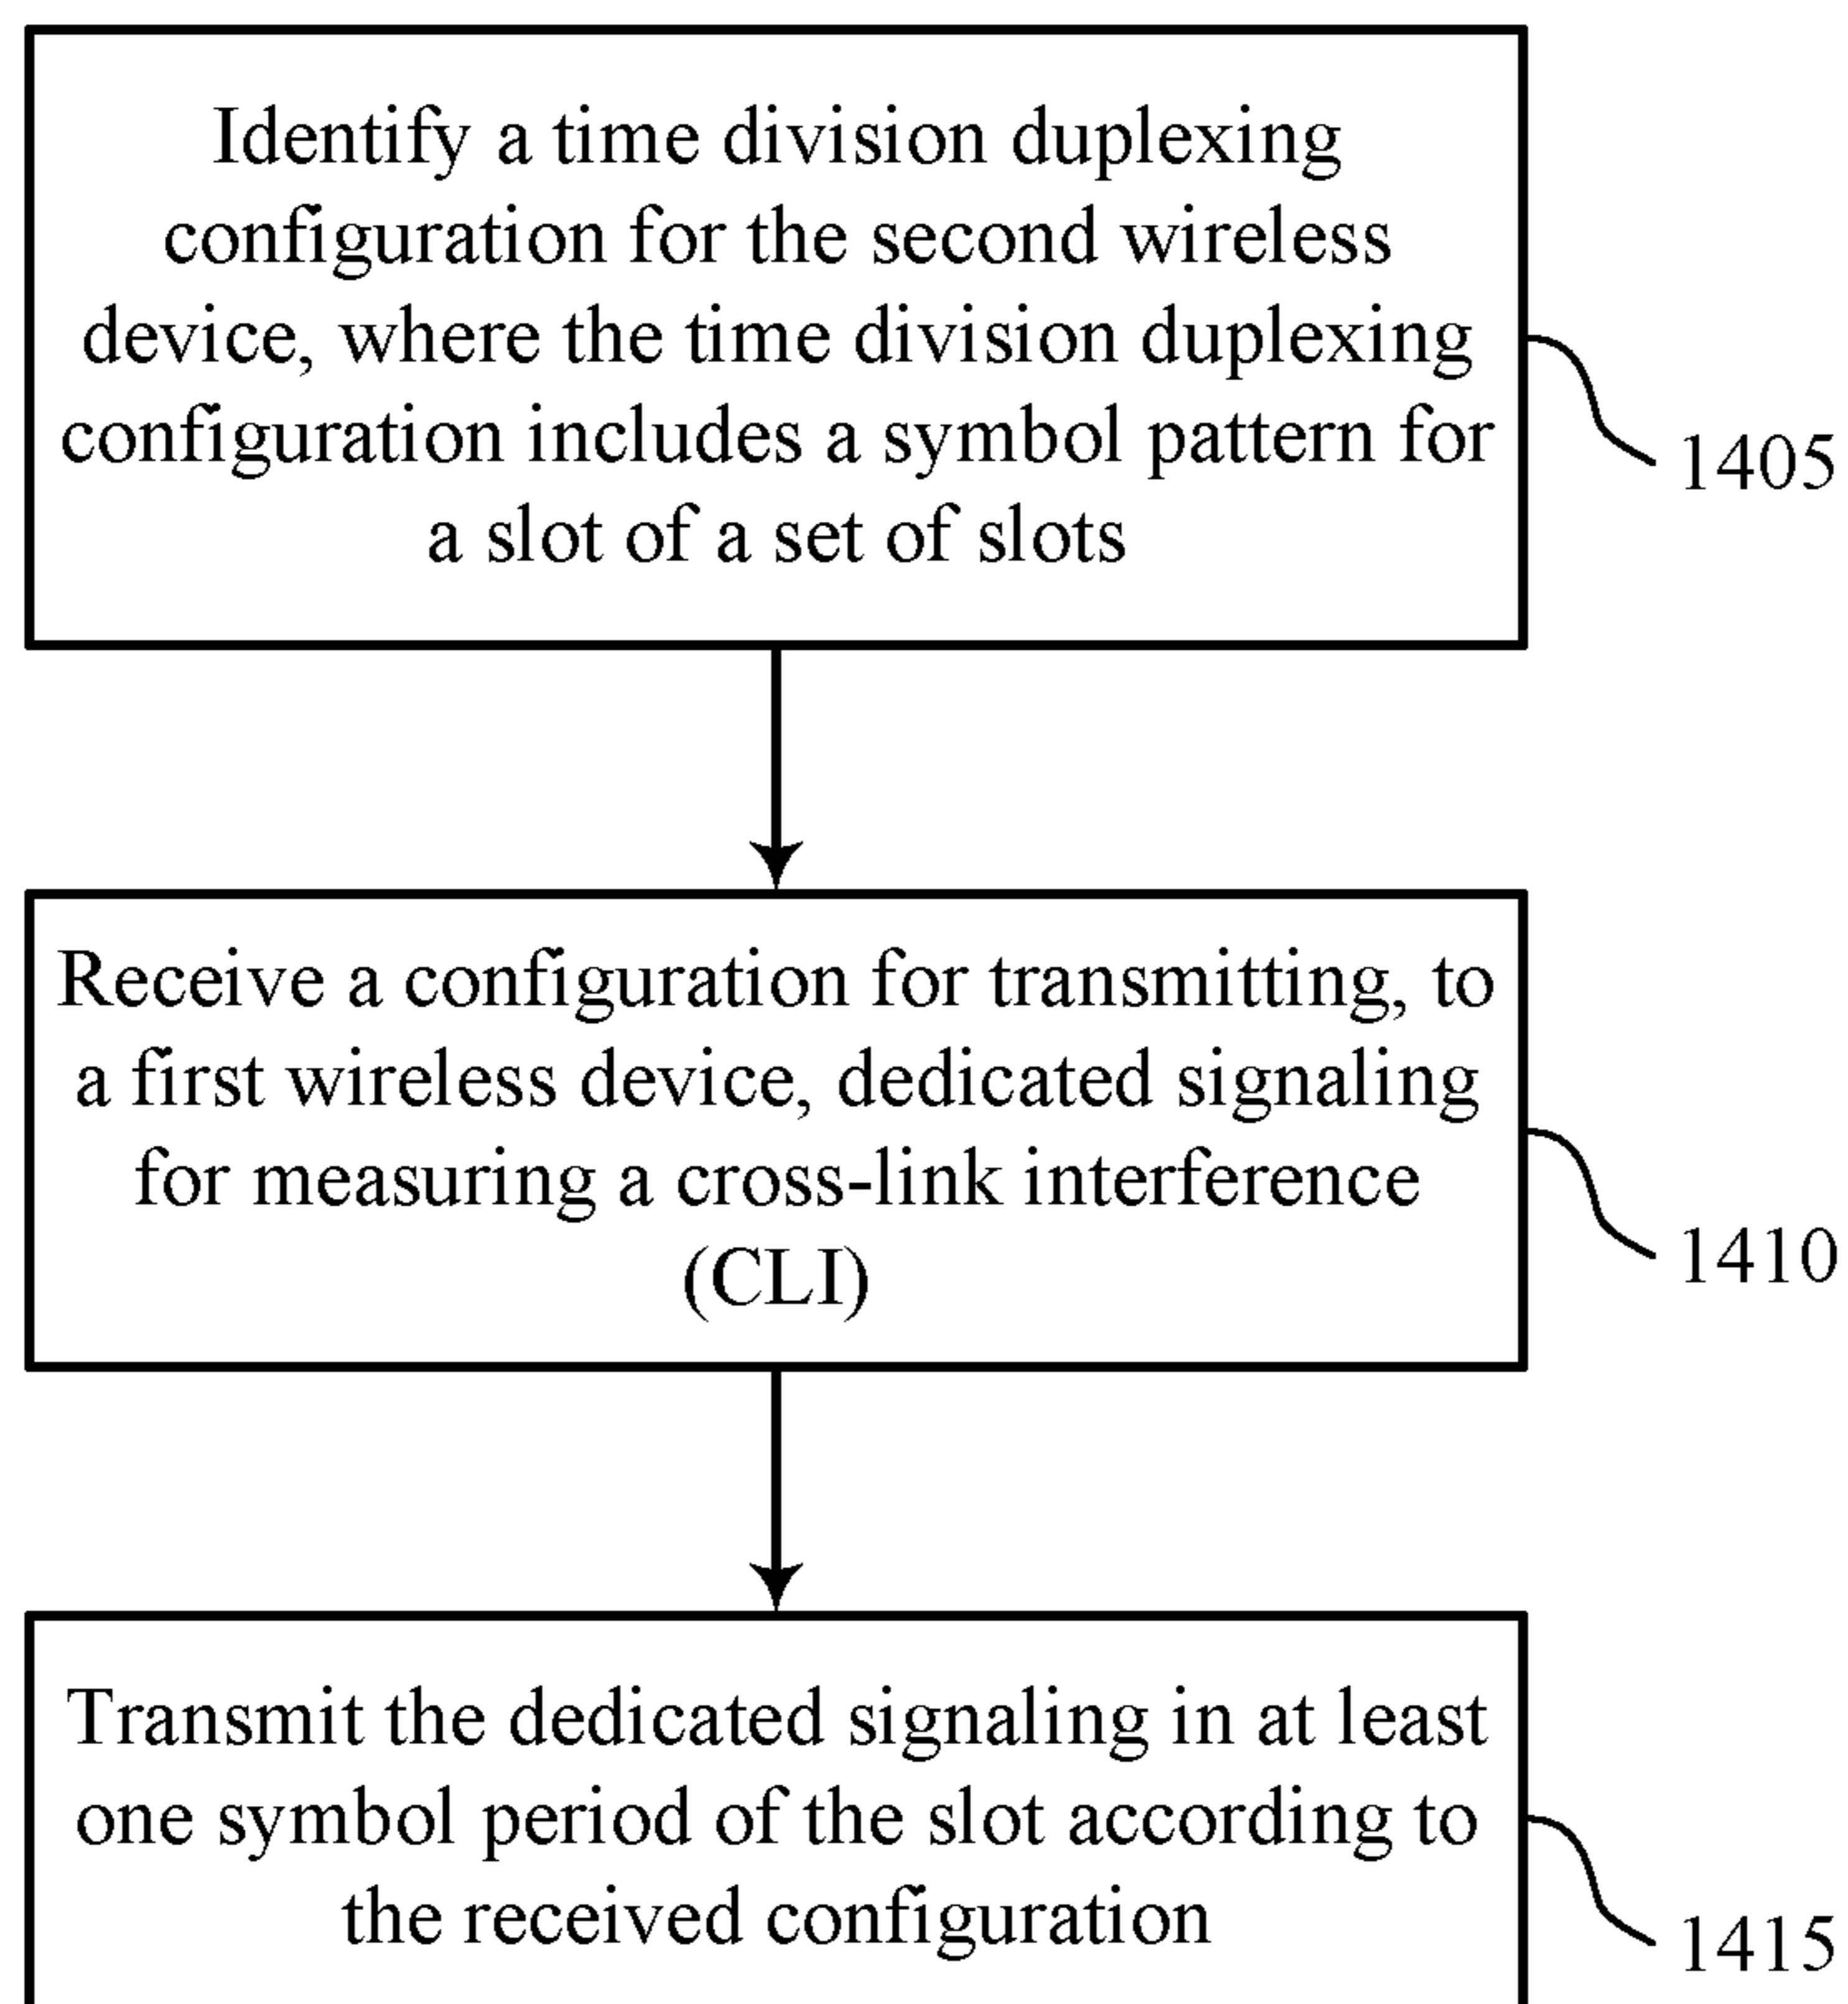 Identify a time division duplexing
configuration for the second wireless
device, where the time division duplexing
configuration includes a symbol pattern for
a slot of a set of slots
1405
Receive a configuration for transmitting, to
a first wireless device, dedicated signaling
for measuring a cross-link interference
(CLI)
1410
Transmit the dedicated signaling in at least
one symbol period of the slot according to
the received configuration
1415